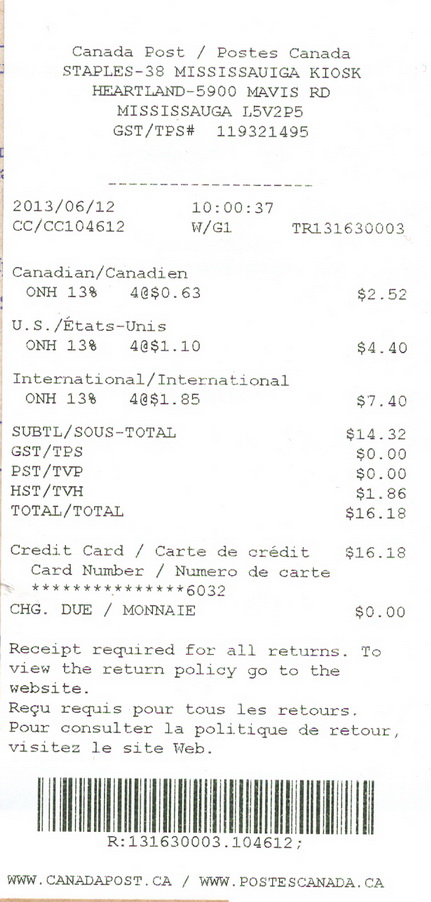 Canada Post / Postes Canada
STAPLES-38 MISSISSAUIGA KIOSK
HEARTLAND-5900 MAVIS RD
MISSISSAUGA L5V2P5
GST/TPS# 119321495
--------------------
2013/06/12 10:00:37
CC/CC104612 W/G1 TR131630003
Canadian/Canadien
ONH 13% 4@$0.63 $2.52
U.S./États-Unis
ONH 13% 4@$1.10 $4.40
International/International
ONH 13% 4@$1.85 $7.40
SUBTL/SOUS-TOTAL $14.32
GST/TPS $0.00
PST/TVP $0.00
HST/TVH $1.86
TOTAL/TOTAL $16.18
Credit Card / Carte de crédit $16.18
Card Number / Numero de carte
***************6032
CHG. DUE / MONNAIE $0.00
Receipt required for all returns. To
view the return policy go to the
website.
Reçu requis pour tous les retours.
Pour consulter la politique de retour,
visitez le site Web.
R:131630003.104612;
WWW.CANADAPOST.CA / WWW.POSTESCANADA.CA